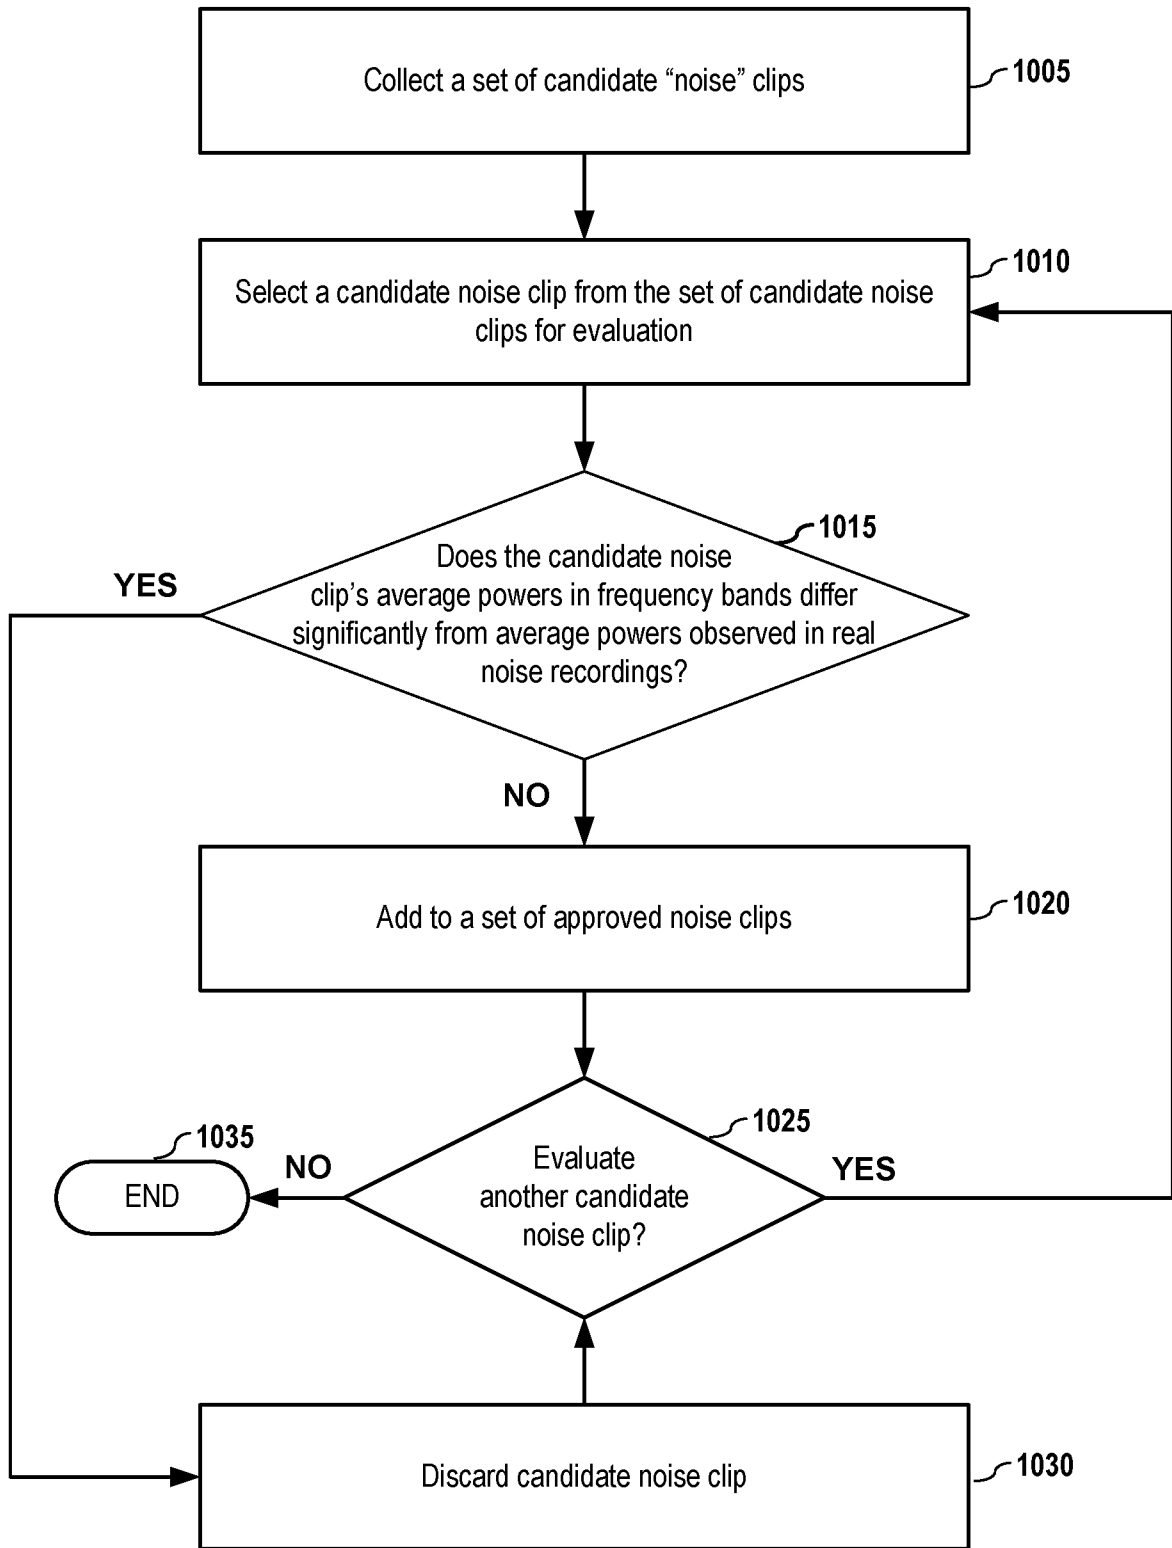 Collect a set of candidate “noise” clips
1005
Select a candidate noise clip from the set of candidate noise
clips for evaluation
1010
Does the candidate noise
clip’s average powers in frequency bands differ
significantly from average powers observed in real
noise recordings?
1015
YES
NO
Add to a set of approved noise clips
1020
Evaluate
another candidate
noise clip?
1025
YES
NO
END
1035
Discard candidate noise clip
1030